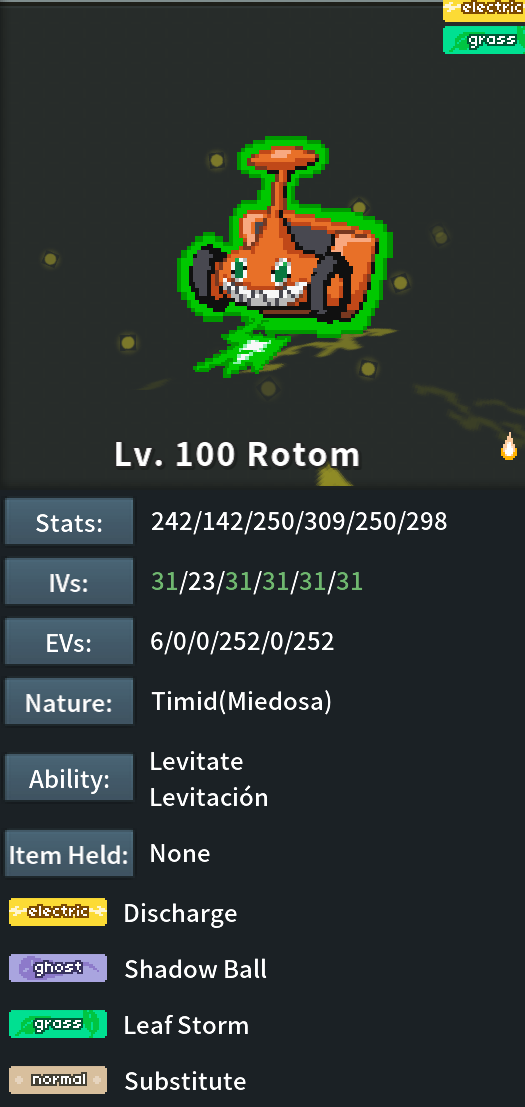 electric
grass
Lv. 100 Rotom
Stats: 242/142/250/309/250/298
IVs: 31/23/31/31/31/31
EVs: 6/0/0/252/0/252
Nature: Timid(Miedosa)
Ability: Levitate
Levitación
Item Held: None
electric Discharge
ghost Shadow Ball
grass Leaf Storm
normal Substitute